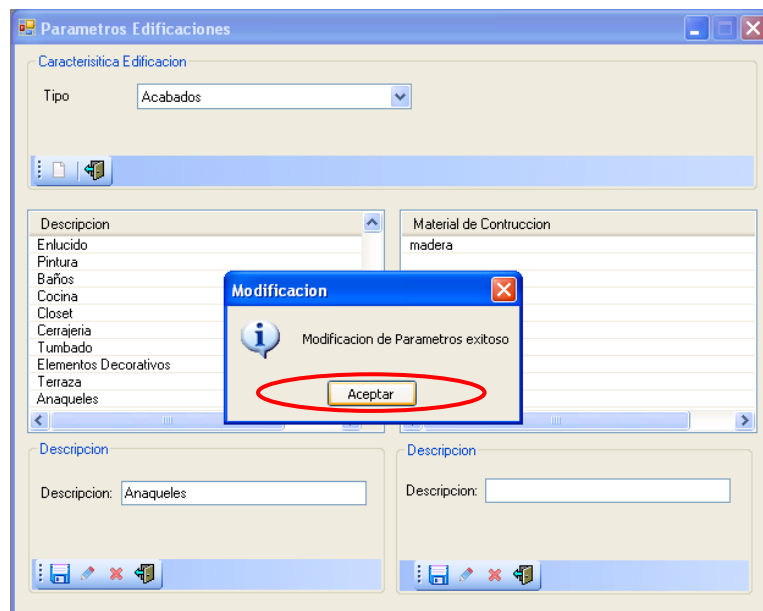 Parametros Edificaciones
Caracterisitica Edificacion
Tipo
Acabados
Descripcion
Enlucido
Pintura
Baños
Cocina
Closet
Cerrajeria
Tumbado
Elementos Decorativos
Terraza
Anaqueles
Material de Contruccion
madera
Modificacion
Modificacion de Parametros exitoso
Aceptar
Descripcion
Descripcion: Anaqueles
Descripcion
Descripcion: